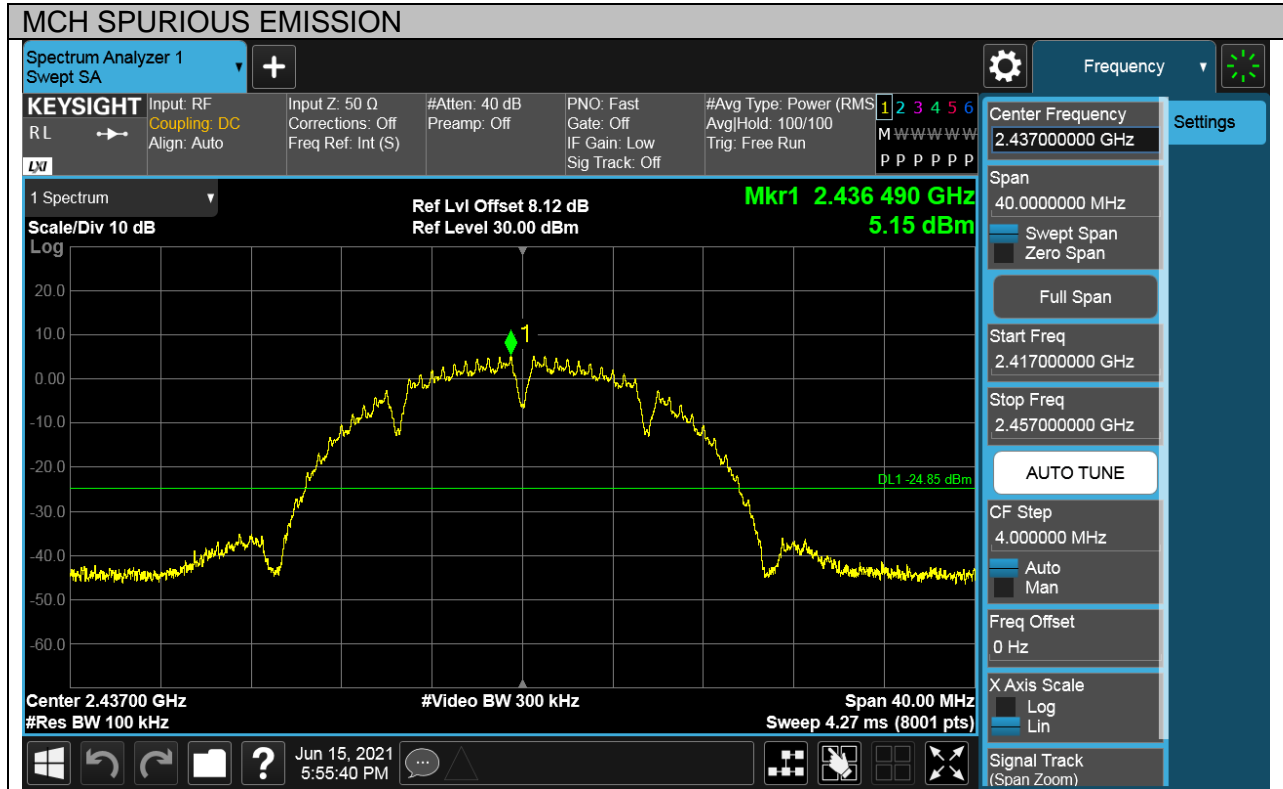 MCH SPURIOUS EMISSION
Spectrum Analyzer 1
Swept SA
+
Frequency
KEYSIGHT
R L
LXI
Input: RF
Coupling: DC
Align: Auto
Input Z: 50 Ω
Corrections: Off
Freq Ref: Int (S)
#Atten: 40 dB
Preamp: Off
PNO: Fast
Gate: Off
IF Gain: Low
Sig Track: Off
#Avg Type: Power (RMS
Avg|Hold: 100/100
Trig: Free Run
1 2 3 4 5 6
M W W W W W
P P P P P P
1 Spectrum
Scale/Div 10 dB
Log
Ref Lvl Offset 8.12 dB
Ref Level 30.00 dBm
Mkr1 2.436 490 GHz
5.15 dBm
20.0
10.0
0.00
-10.0
-20.0
-30.0
-40.0
-50.0
-60.0
1
DL1 -24.85 dBm
Center 2.43700 GHz
#Res BW 100 kHz
#Video BW 300 kHz
Span 40.00 MHz
Sweep 4.27 ms (8001 pts)
Center Frequency
2.437000000 GHz
Settings
Span
40.0000000 MHz
Swept Span
Zero Span
Full Span
Start Freq
2.417000000 GHz
Stop Freq
2.457000000 GHz
AUTO TUNE
CF Step
4.000000 MHz
Auto
Man
Freq Offset
0 Hz
X Axis Scale
Log
Lin
Signal Track
(Span Zoom)
?
Jun 15, 2021
5:55:40 PM